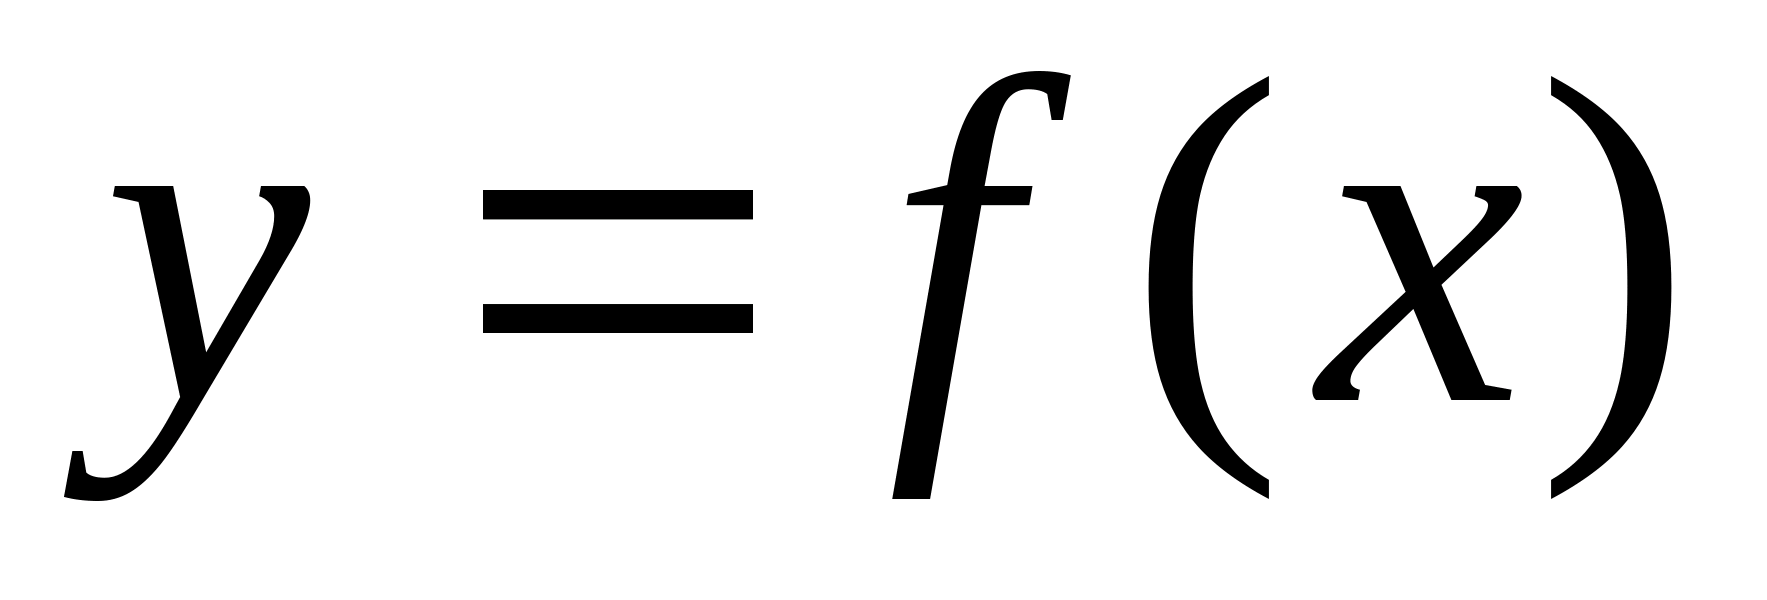 y = f(x)